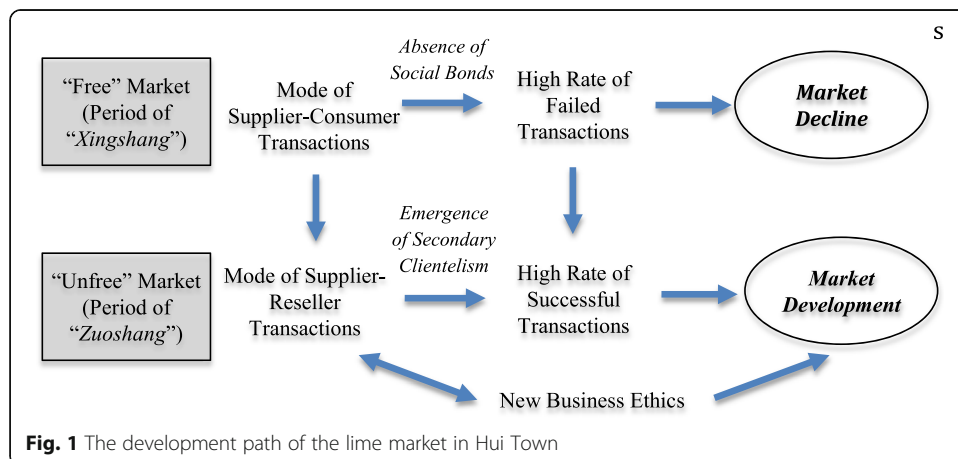 s
Absence of
Social Bonds
“Free” Market
(Period of
“Xingshang”)
Mode of
Supplier-Consumer
Transactions
High Rate of
Failed
Transactions
Market
Decline
Emergence
of Secondary
Clientelism
“Unfree” Market
(Period of
“Zuoshang”)
Mode of Supplier-
Reseller
Transactions
High Rate of
Successful
Transactions
Market
Development
New Business Ethics
Fig. 1 The development path of the lime market in Hui Town